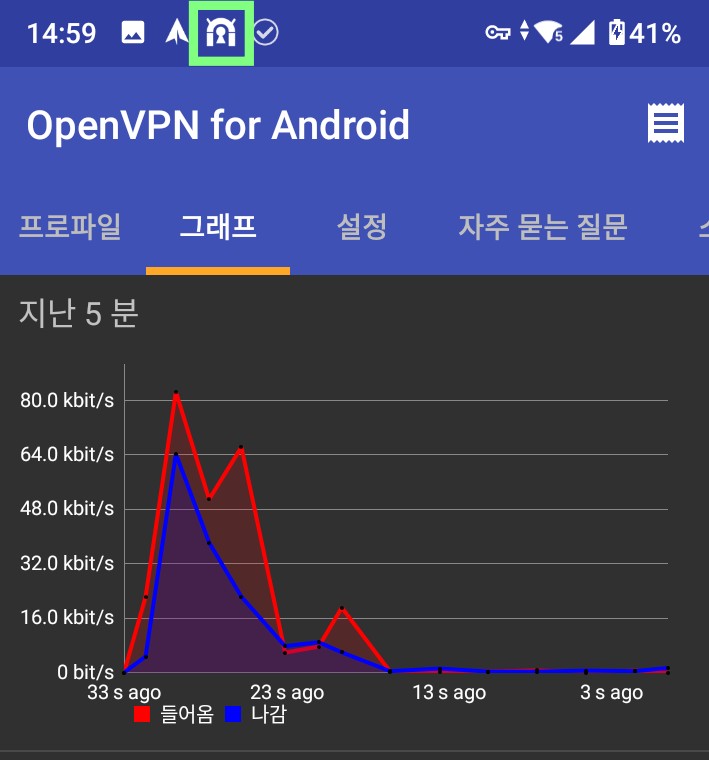 14:59 5 41%
OpenVPN for Android
프로파일 그래프 설정 자주 묻는 질문
지난 5 분
80.0 kbit/s
64.0 kbit/s
48.0 kbit/s
32.0 kbit/s
16.0 kbit/s
0 bit/s
33 s ago 23 s ago 13 s ago 3 s ago
들어옴 나감